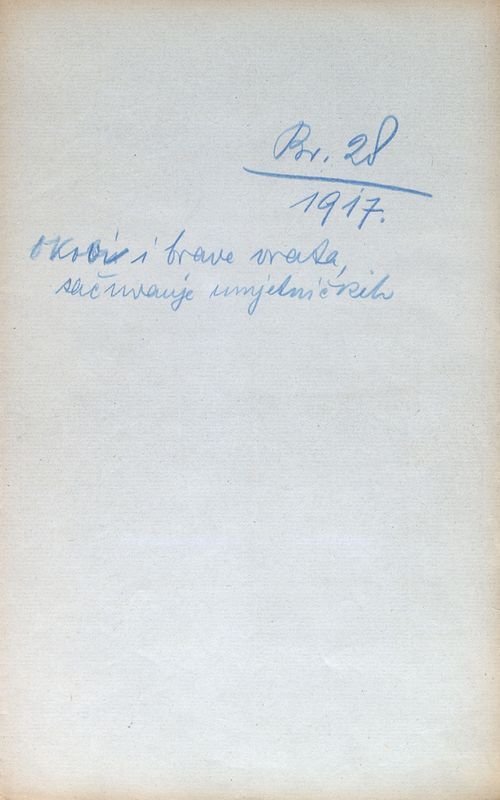 Br. 28
1917.
okovi i brave vrata,
sačuvanje umjetničkih